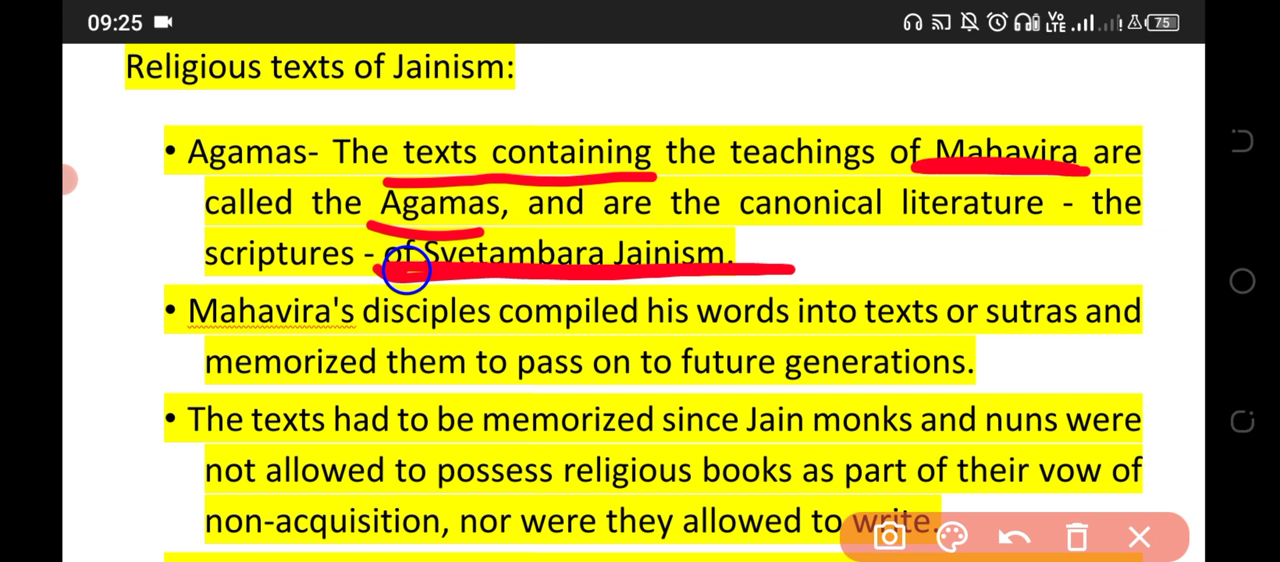 09:25
Vo
LTE
75
Religious texts of Jainism:
• Agamas- The texts containing the teachings of Mahavira are
called the Agamas, and are the canonical literature - the
scriptures - of Svetambara Jainism.
• Mahavira's disciples compiled his words into texts or sutras and
memorized them to pass on to future generations.
• The texts had to be memorized since Jain monks and nuns were
not allowed to possess religious books as part of their vow of
non-acquisition, nor were they allowed to write.